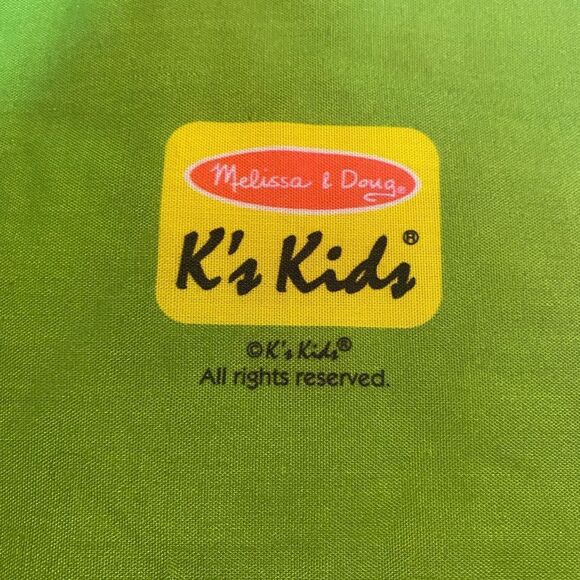 Melissa & Doug®
K's Kids®
©K's Kids®
All rights reserved.